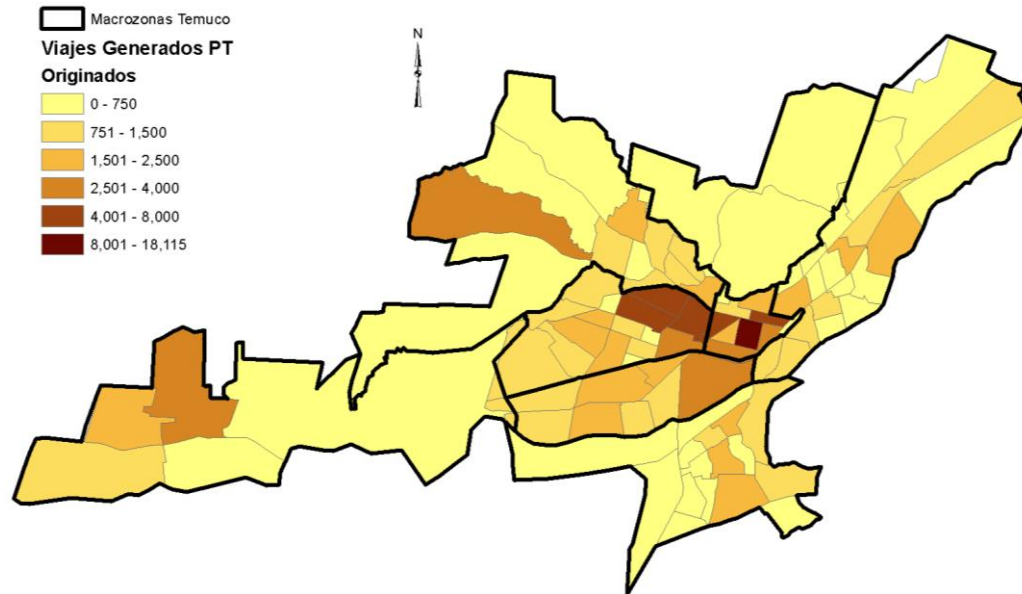 Macrozonas Temuco
Viajes Generados PT
Originados
0 - 750
751 - 1,500
1,501 - 2,500
2,501 - 4,000
4,001 - 8,000
8,001 - 18,115
N